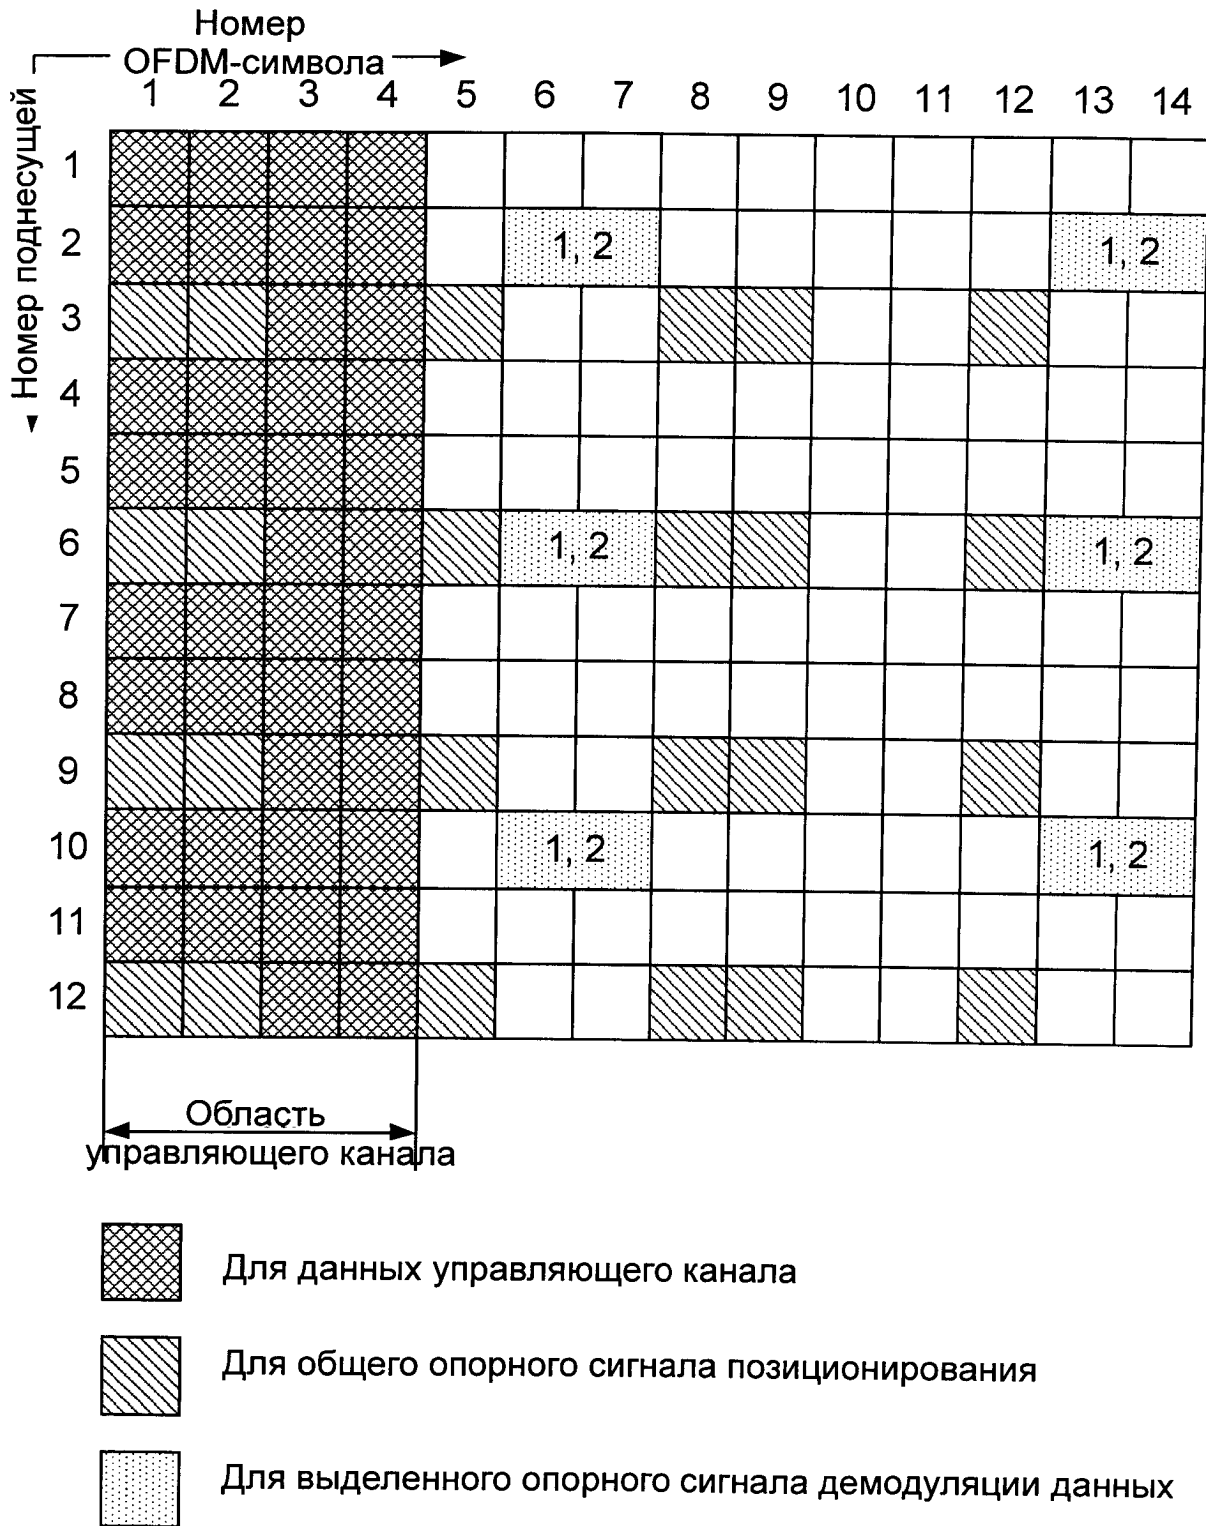 Номер
OFDM-символа
Номер поднесущей
1 2 3 4 5 6 7 8 9 10 11 12 13 14
1
2 1, 2 1, 2
3
4
5
6 1, 2 1, 2
7
8
9
10 1, 2 1, 2
11
12
Область
управляющего канала
Для данных управляющего канала
Для общего опорного сигнала позиционирования
Для выделенного опорного сигнала демодуляции данных